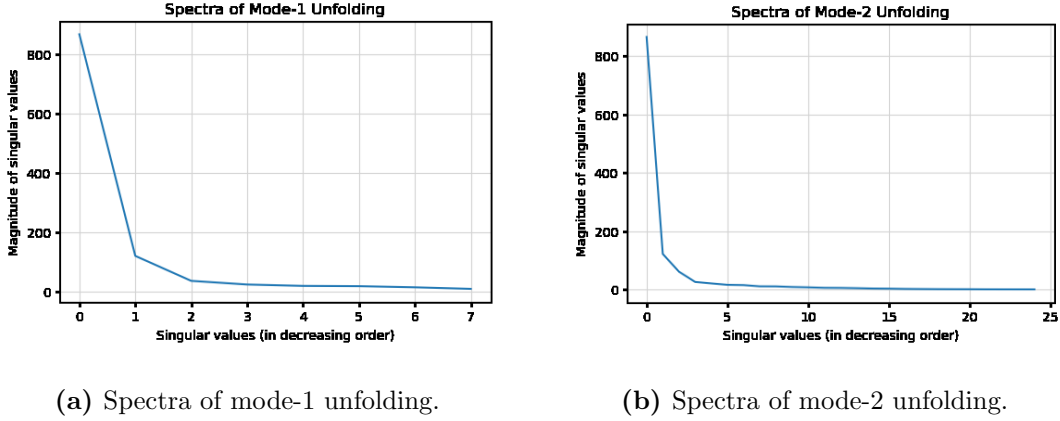 Spectra of Mode-1 Unfolding
Magnitude of singular values
800
600
400
200
0
0 1 2 3 4 5 6 7
Singular values (in decreasing order)
(a) Spectra of mode-1 unfolding.
Spectra of Mode-2 Unfolding
Magnitude of singular values
800
600
400
200
0
0 5 10 15 20 25
Singular values (in decreasing order)
(b) Spectra of mode-2 unfolding.